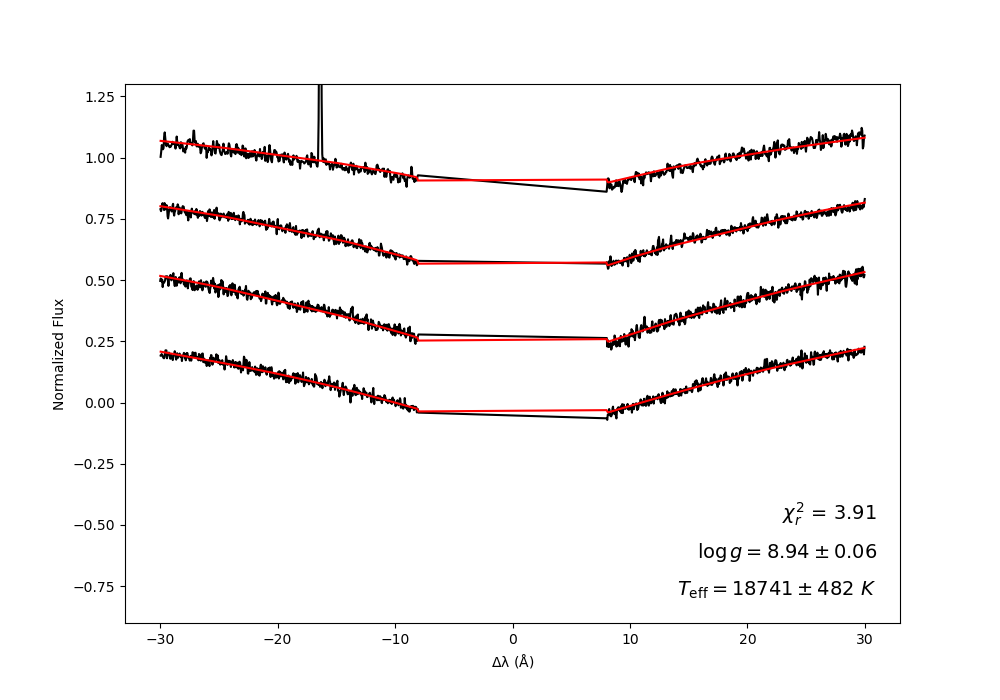 1.25
1.00
0.75
0.50
0.25
0.00
−0.25
−0.50
−0.75
Normalized Flux
χ²ᵣ = 3.91
log g = 8.94 ± 0.06
T_eff = 18741 ± 482 K
−30 −20 −10 0 10 20 30
Δλ (Å)